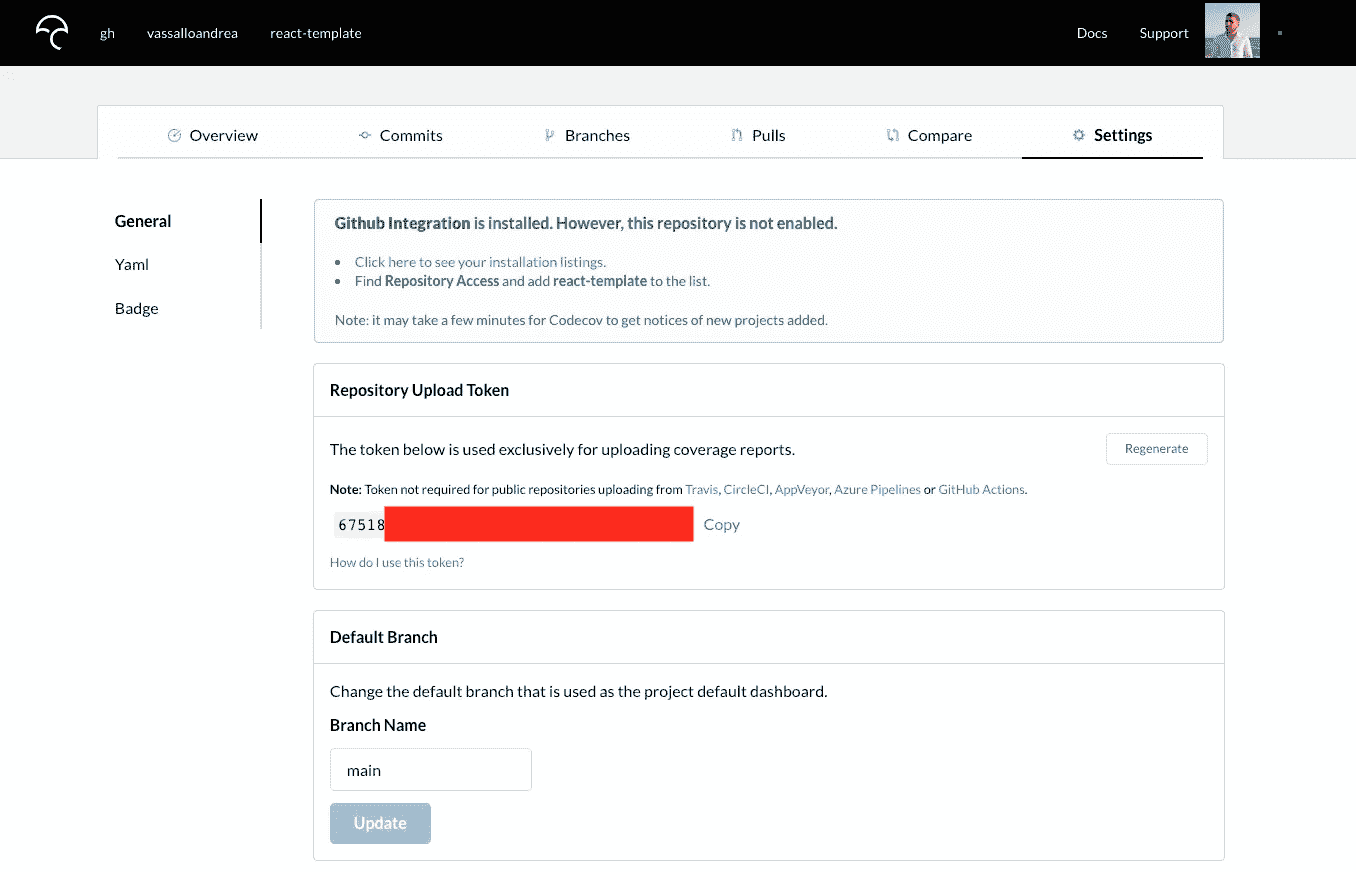 gh vassalloandrea react-template Docs Support
Overview Commits Branches Pulls Compare Settings
General
Yaml
Badge
Github Integration is installed. However, this repository is not enabled.
Click here to see your installation listings.
Find Repository Access and add react-template to the list.
Note: it may take a few minutes for Codecov to get notices of new projects added.
Repository Upload Token
The token below is used exclusively for uploading coverage reports.
Regenerate
Note: Token not required for public repositories uploading from Travis, CircleCI, AppVeyor, Azure Pipelines or GitHub Actions.
67518 Copy
How do I use this token?
Default Branch
Change the default branch that is used as the project default dashboard.
Branch Name
main
Update